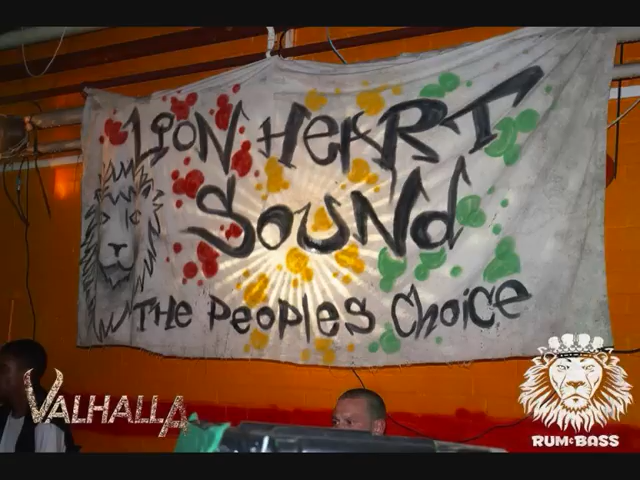 LION HEART
SOUND
THE PEOPLES CHOICE
VALHALLA
RUM & BASS